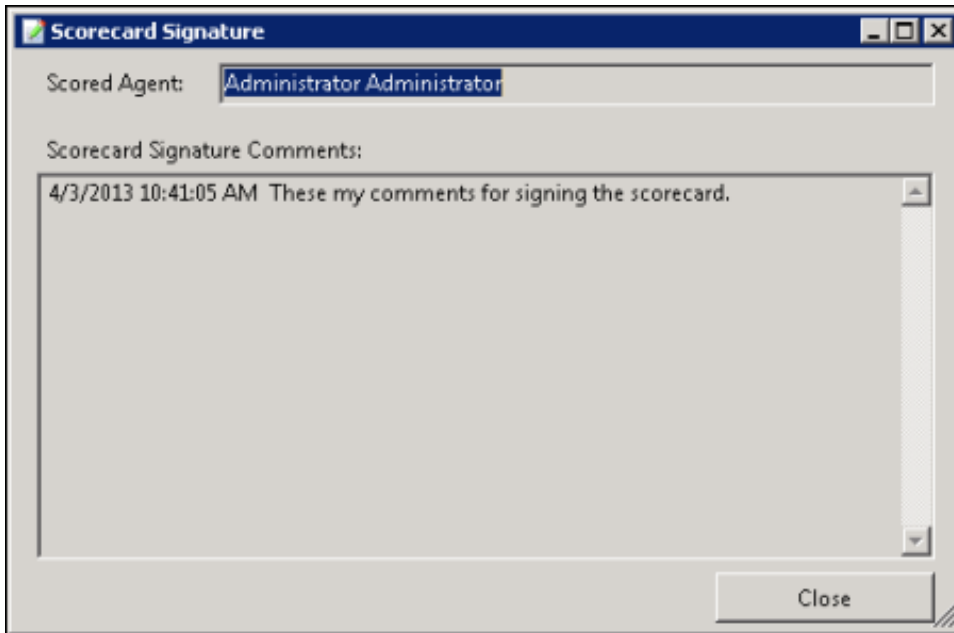 Scorecard Signature
Scored Agent: Administrator Administrator
Scorecard Signature Comments:
4/3/2013 10:41:05 AM  These my comments for signing the scorecard.
Close